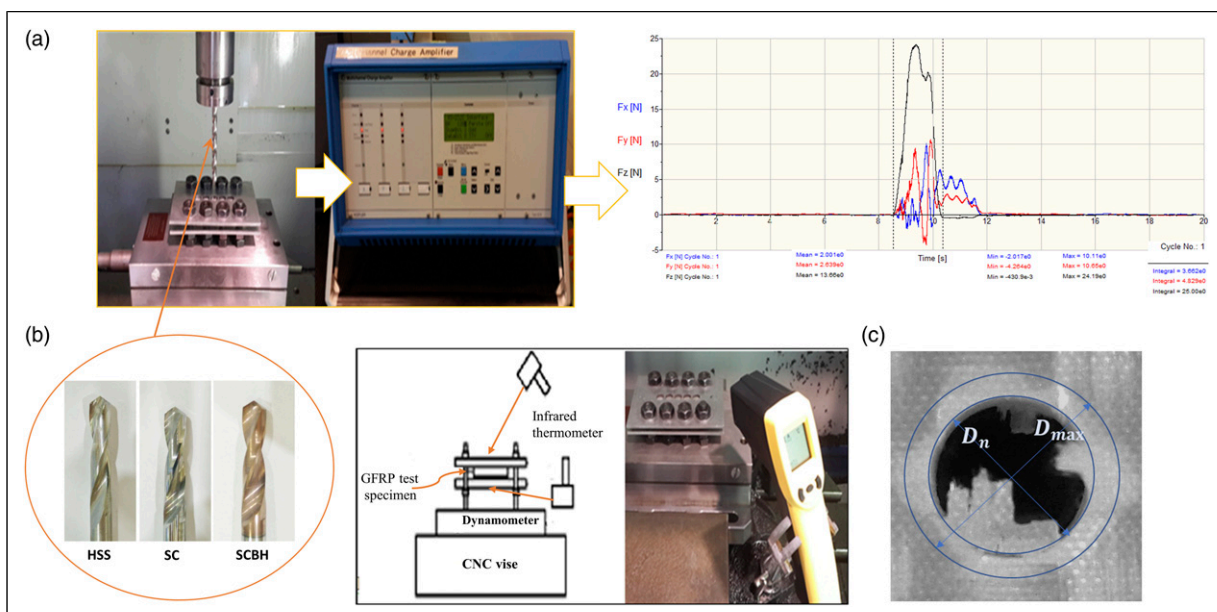 (a)
Channel Charge Amplifier
25
20
15
10
5
0
-5
Fx [N]
Fy [N]
Fz [N]
2
4
6
8
10
12
14
16
18
20
Time [s]
Cycle No.: 1
Fx [N] Cycle No.: 1 Mean = 2.001e0 Min = -2.017e0 Max = 10.11e0 Integral = 3.662e0
Fy [N] Cycle No.: 1 Mean = 2.639e0 Min = -4.264e0 Max = 10.65e0 Integral = 4.829e0
Fz [N] Cycle No.: 1 Mean = 13.66e0 Min = -430.9e-3 Max = 24.19e0 Integral = 25.00e0
(b)
HSS
SC
SCBH
Infrared
thermometer
GFRP test
specimen
Dynamometer
CNC vise
(c)
Dn
Dmax